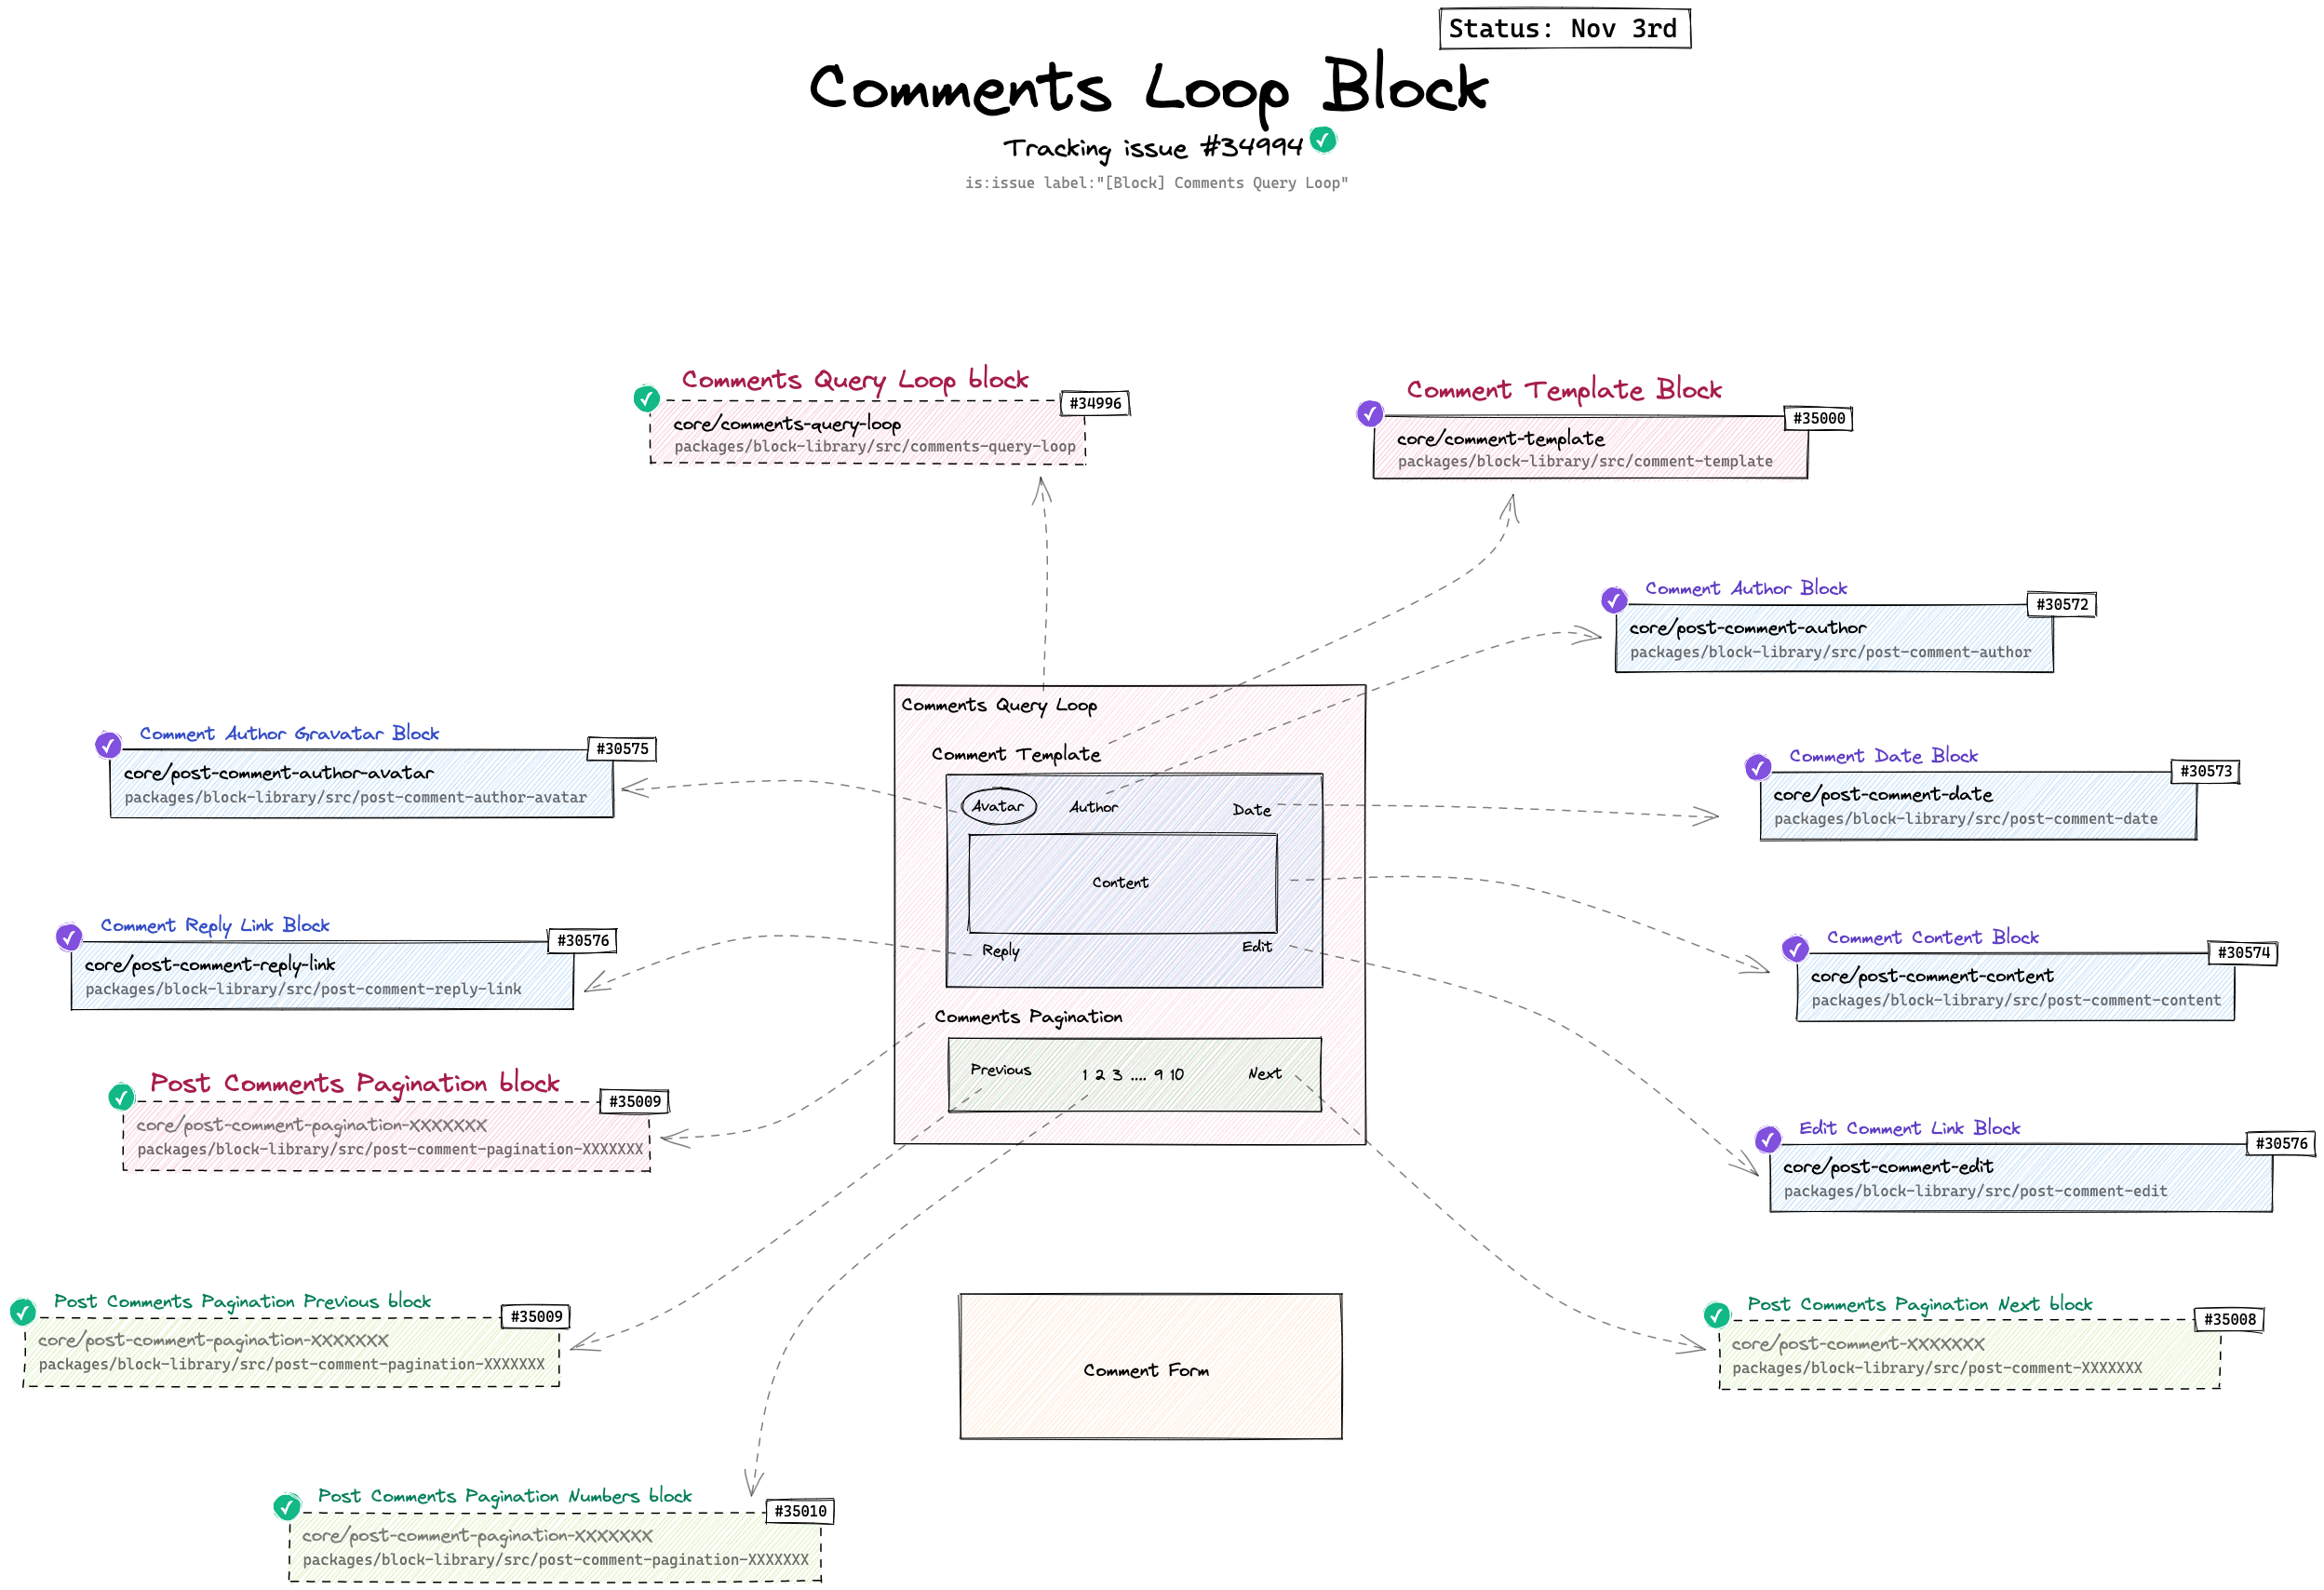 Status: Nov 3rd
Comments Loop Block
Tracking issue #34994
is:issue label:"[Block] Comments Query Loop"
Comments Query Loop block
#34996
core/comments-query-loop
packages/block-library/src/comments-query-loop
Comment Template Block
#35000
core/comment-template
packages/block-library/src/comment-template
Comment Author Block
#30572
core/post-comment-author
packages/block-library/src/post-comment-author
Comments Query Loop
Comment Template
Avatar Author Date
Content
Reply Edit
Comments Pagination
Previous 1 2 3 .... 9 10 Next
Comment Author Gravatar Block
#30575
core/post-comment-author-avatar
packages/block-library/src/post-comment-author-avatar
Comment Date Block
#30573
core/post-comment-date
packages/block-library/src/post-comment-date
Comment Reply Link Block
#30576
core/post-comment-reply-link
packages/block-library/src/post-comment-reply-link
Comment Content Block
#30574
core/post-comment-content
packages/block-library/src/post-comment-content
Post Comments Pagination block
#35009
core/post-comment-pagination-XXXXXXX
packages/block-library/src/post-comment-pagination-XXXXXXX
Edit Comment Link Block
#30576
core/post-comment-edit
packages/block-library/src/post-comment-edit
Post Comments Pagination Previous block
#35009
core/post-comment-pagination-XXXXXXX
packages/block-library/src/post-comment-pagination-XXXXXXX
Comment Form
Post Comments Pagination Next block
#35008
core/post-comment-XXXXXXX
packages/block-library/src/post-comment-XXXXXXX
Post Comments Pagination Numbers block
#35010
core/post-comment-pagination-XXXXXXX
packages/block-library/src/post-comment-pagination-XXXXXXX